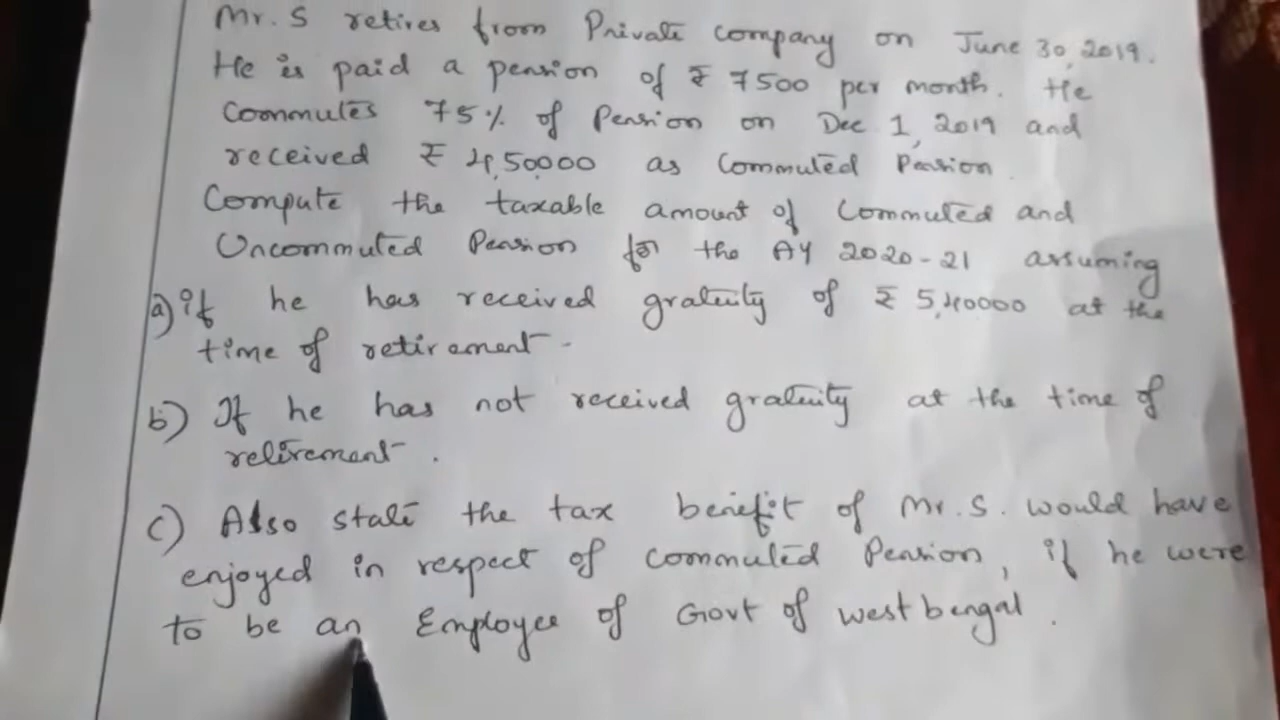 Mr. S retires from Private company on June 30, 2019.
He is paid a pension of ₹ 7500 per month. He
Commutes 75% of Pension on Dec 1, 2019 and
received ₹ 4,50,000 as Commuted Pension.
Compute the taxable amount of Commuted and
Uncommuted Pension for the AY 2020-21 assuming
a) if he has received gratuity of ₹ 5,40000 at the
time of retirement.
b) If he has not received gratuity at the time of
retirement.
c) Also state the tax benefit of Mr. S. would have
enjoyed in respect of Commuted Pension, if he were
to be an Employee of Govt of west bengal.